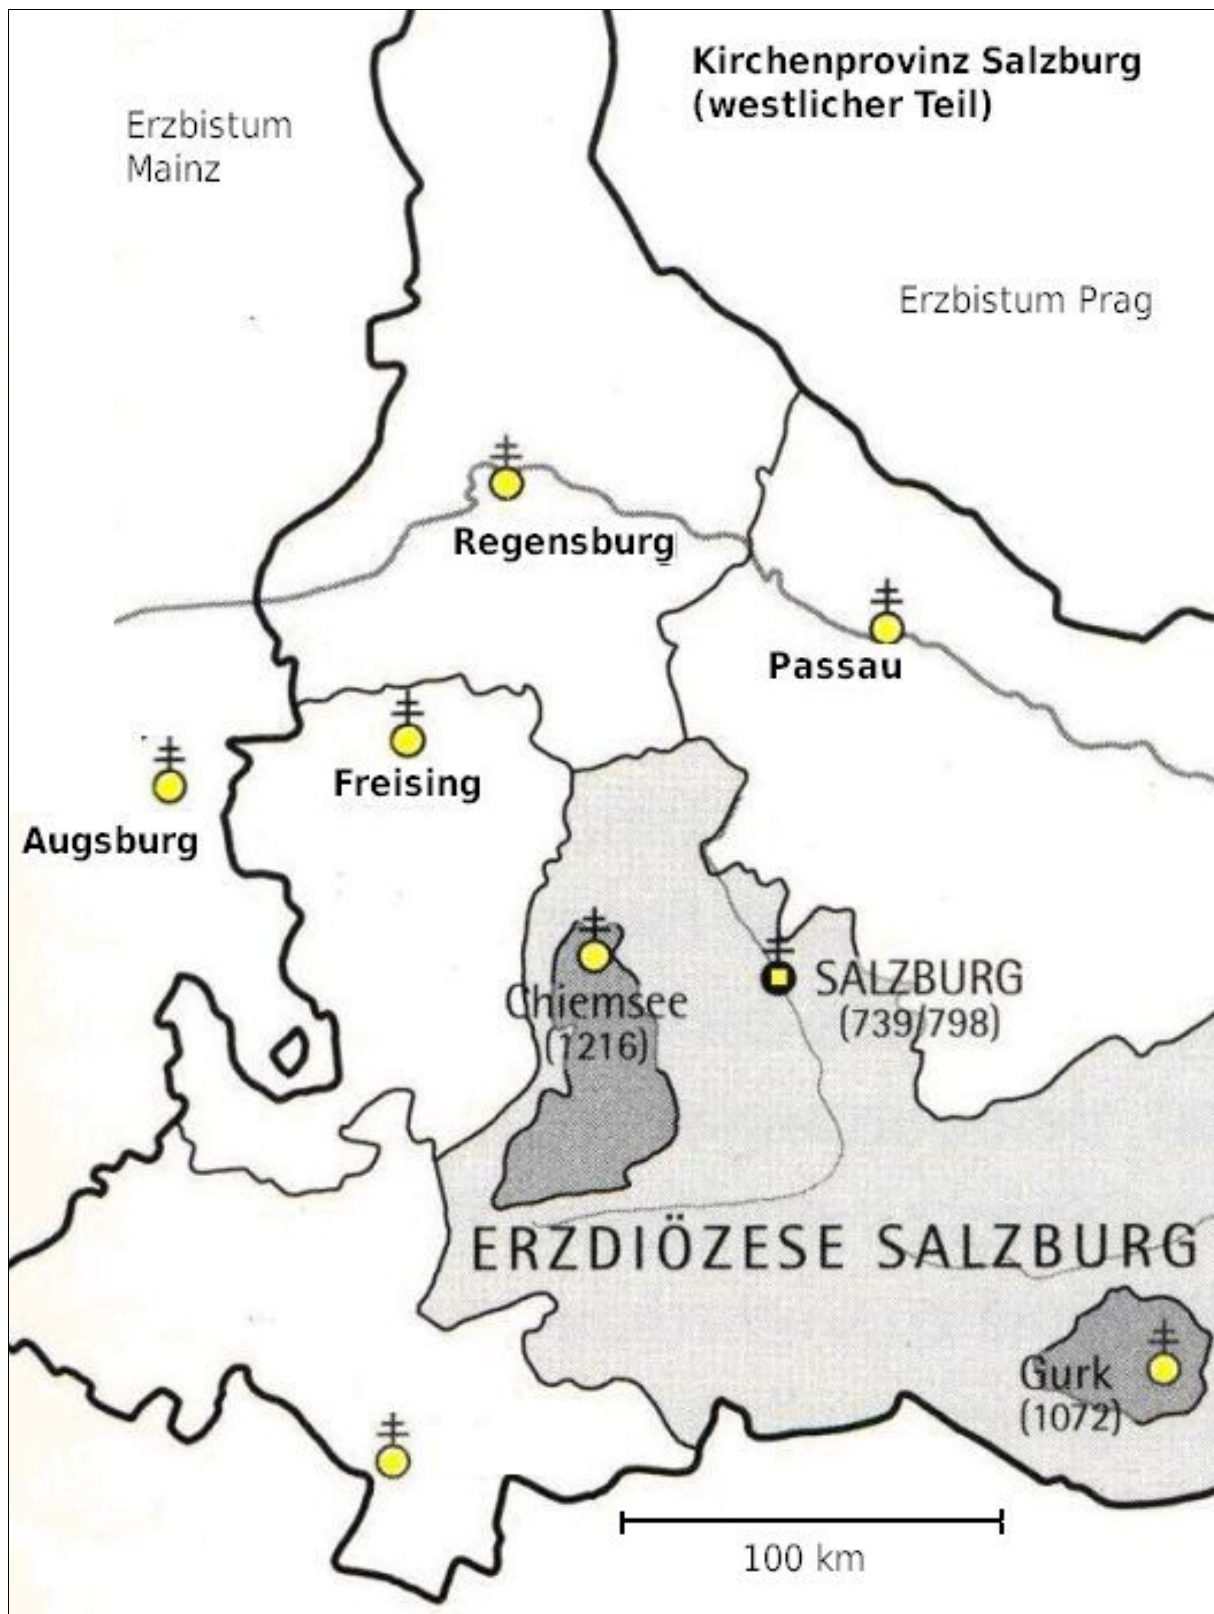 Kirchenprovinz Salzburg
(westlicher Teil)
Erzbistum
Mainz
Erzbistum Prag
Regensburg
Passau
Freising
Augsburg
Chiemsee
(1216)
SALZBURG
(739/798)
ERZDIÖZESE SALZBURG
Gurk
(1072)
100 km